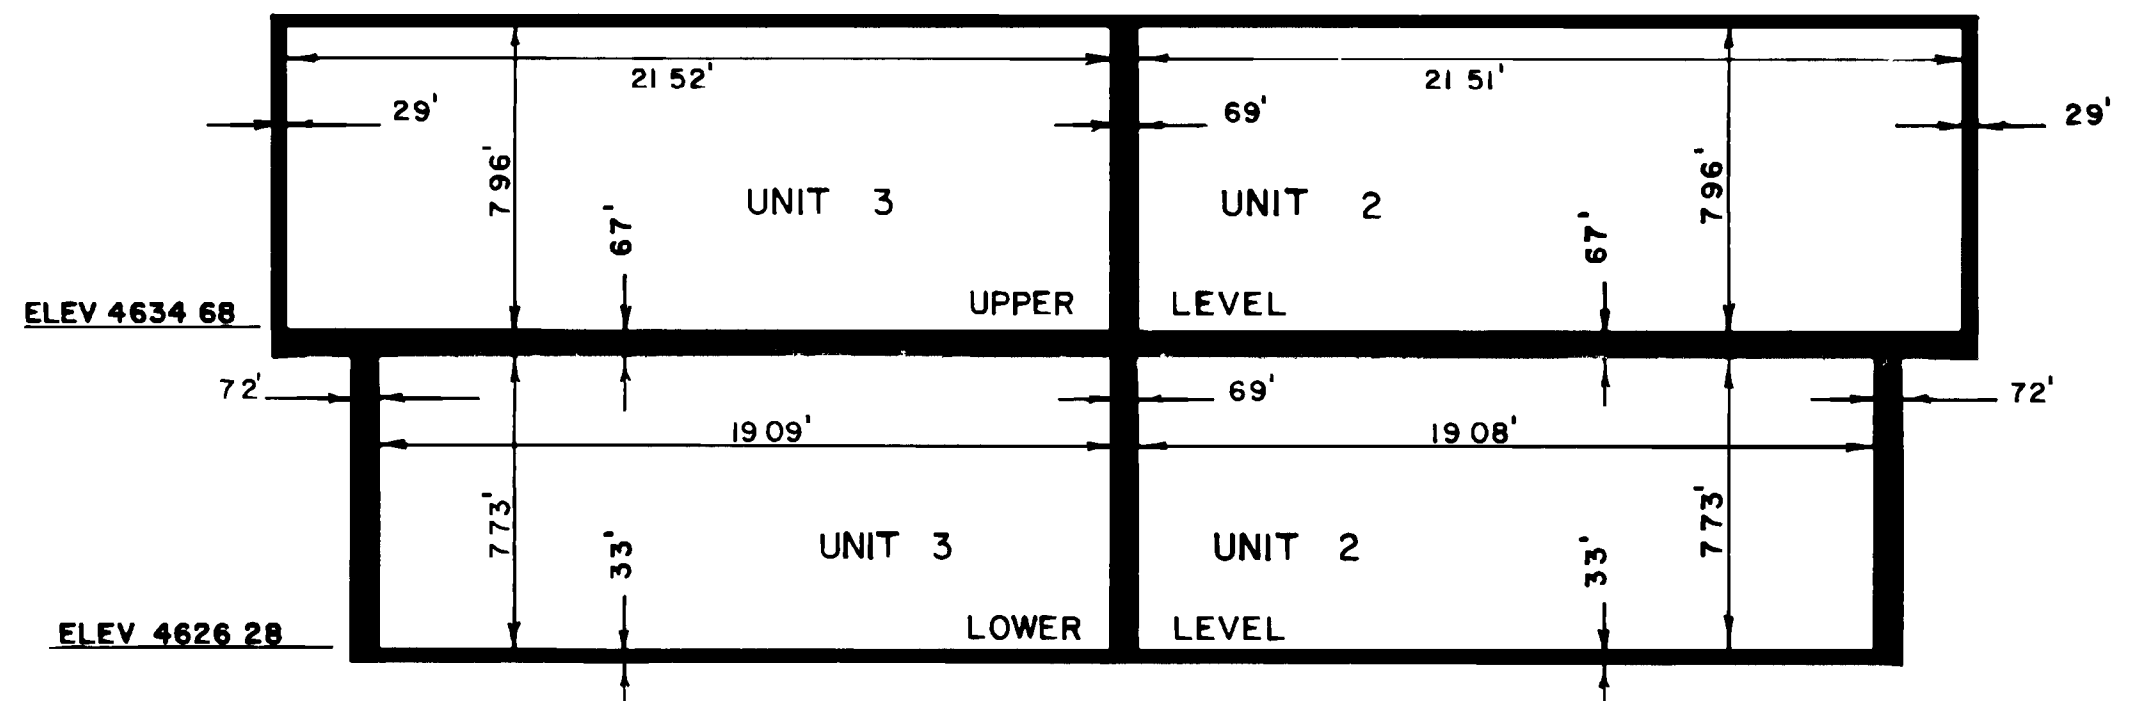 21 52'
21 51'
29'
69'
29'
7 96'
67'
UNIT 3
UNIT 2
67'
7 96'
ELEV 4634 68
UPPER LEVEL
72'
69'
72'
19 09'
19 08'
7 73'
33'
UNIT 3
UNIT 2
33'
7 73'
ELEV 4626 28
LOWER LEVEL